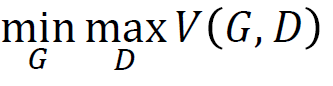 min max V(G, D)
G D